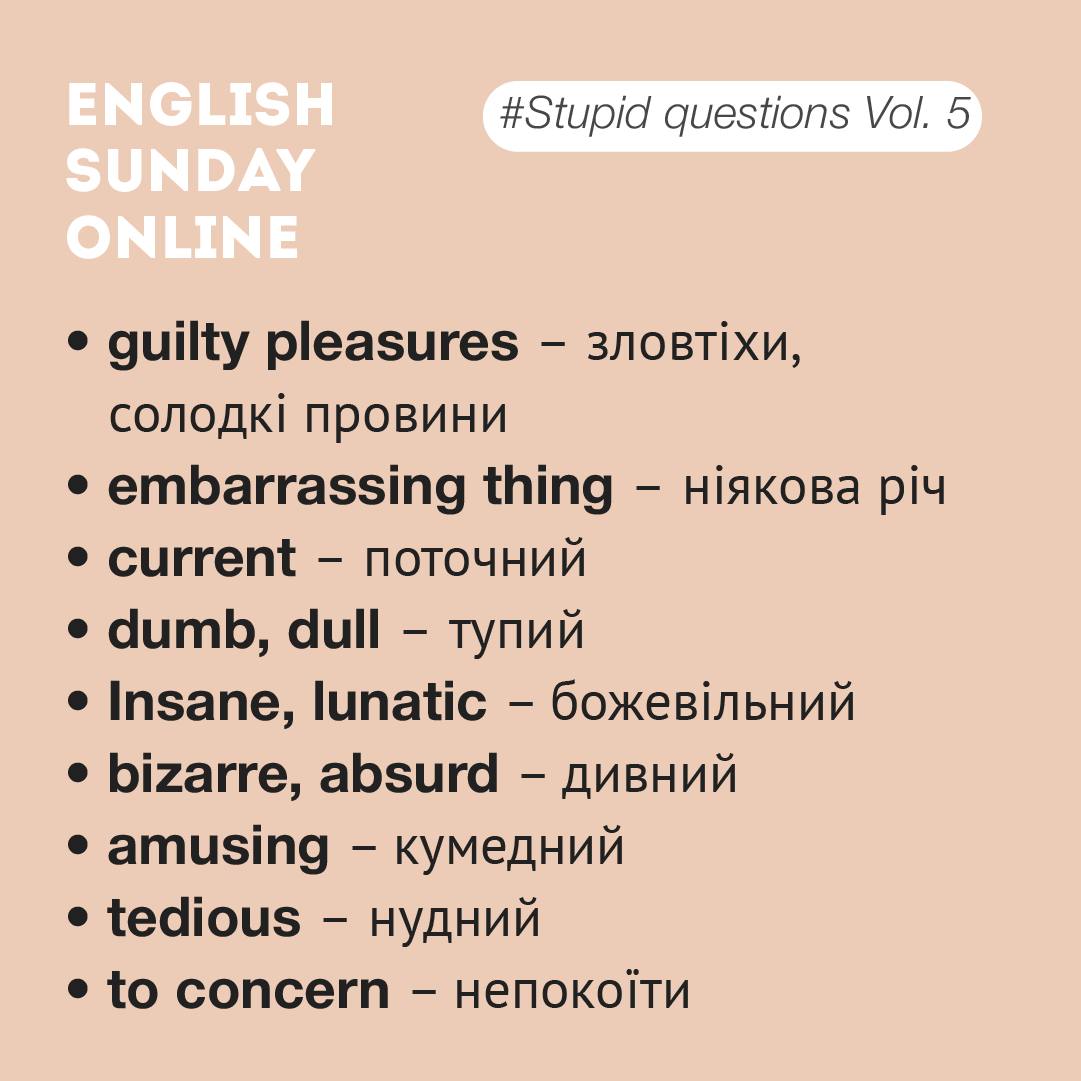 ENGLISH
SUNDAY
ONLINE
#Stupid questions Vol. 5
• guilty pleasures – зловтіхи,
солодкі провини
• embarrassing thing – ніякова річ
• current – поточний
• dumb, dull – тупий
• Insane, lunatic – божевільний
• bizarre, absurd – дивний
• amusing – кумедний
• tedious – нудний
• to concern – непокоїти